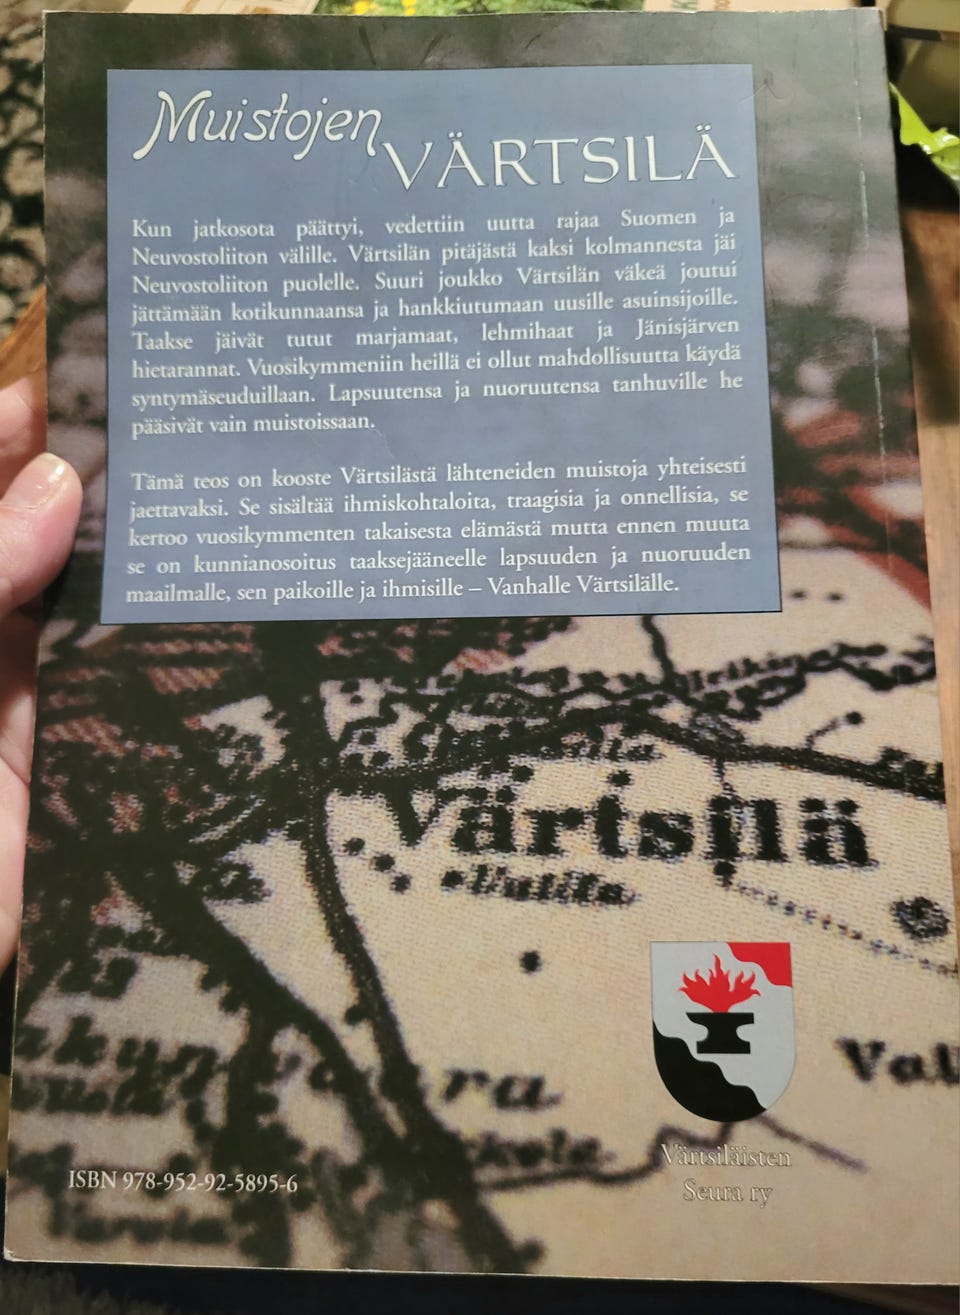 Muistojen
VÄRTSILÄ
Kun jatkosota päättyi, vedettiin uutta rajaa Suomen ja
Neuvostoliiton välille. Värtsilän pitäjästä kaksi kolmannesta jäi
Neuvostoliiton puolelle. Suuri joukko Värtsilän väkeä joutui
jättämään kotikunnaansa ja hankkiutumaan uusille asuinsijoille.
Taakse jäivät tutut marjamaat, lehmihaat ja Jänisjärven
hietarannat. Vuosikymmeniin heillä ei ollut mahdollisuutta käydä
syntymäseuduillaan. Lapsuutensa ja nuoruutensa tanhuville he
pääsivät vain muistoissaan.
Tämä teos on kooste Värtsilästä lähteneiden muistoja yhteisesti
jaettavaksi. Se sisältää ihmiskohtaloita, traagisia ja onnellisia, se
kertoo vuosikymmenten takaisesta elämästä mutta ennen muuta
se on kunnianosoitus taaksejääneelle lapsuuden ja nuoruuden
maailmalle, sen paikoille ja ihmisille – Vanhalle Värtsilälle.
Värtsilä
ra
Val
Värtsiläisten
Seura ry
ISBN 978-952-92-5895-6